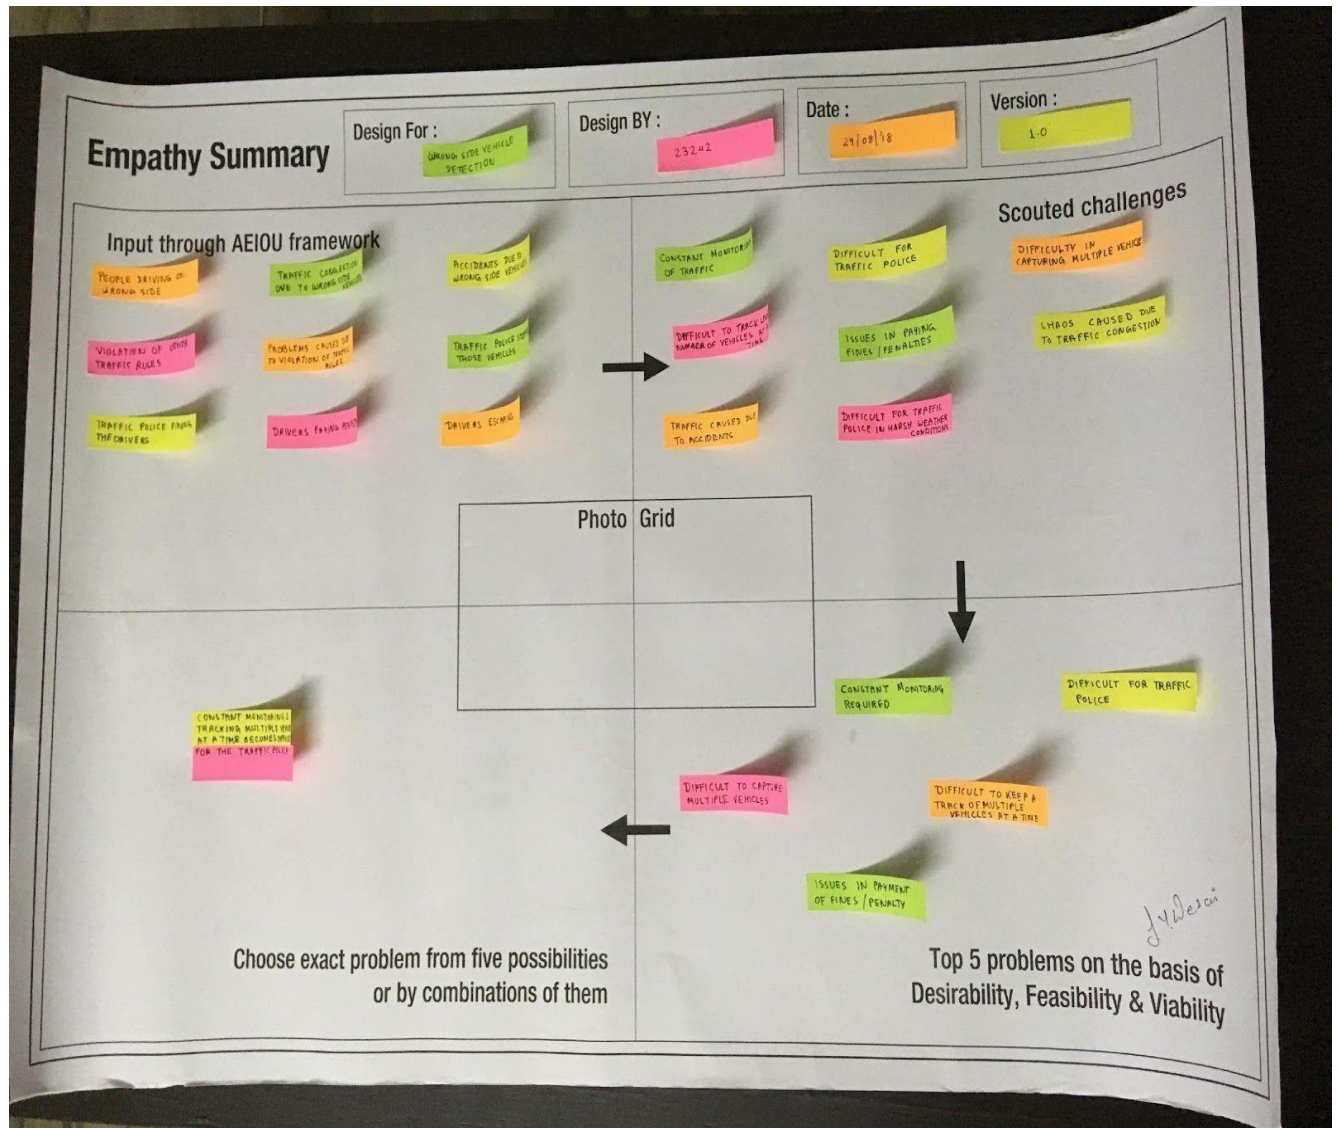 Empathy Summary
Design For :
WRONG SIDE VEHICLE
DETECTION
Design BY :
23242
Date :
29/08/18
Version :
1.0
Input through AEIOU framework
PEOPLE DRIVING ON
WRONG SIDE
TRAFFIC CONGESTION
DUE TO WRONG SIDE
VEHICLES
ACCIDENTS DUE TO
WRONG SIDE VEHICLES
VIOLATION OF OTHER
TRAFFIC RULES
PROBLEMS CAUSED DUE
TO VIOLATION OF TRAFFIC
RULES
TRAFFIC POLICE
THOSE VEHICLES
TRAFFIC POLICE FINING
THE DRIVERS
DRIVERS PAYING
DRIVERS ESCAPING
Scouted challenges
CONSTANT MONITORING
OF TRAFFIC
DIFFICULT FOR
TRAFFIC POLICE
DIFFICULTY IN
CAPTURING MULTIPLE VEHICLE
DIFFICULT TO TRACK
NUMBER OF VEHICLES AT A
TIME
ISSUES IN PAYING
FINES/PENALTIES
CHAOS CAUSED DUE
TO TRAFFIC CONGESTION
TRAFFIC CAUSED DUE
TO ACCIDENTS
DIFFICULT FOR TRAFFIC
POLICE IN HARSH WEATHER
CONDITIONS
Photo Grid
CONSTANT MONITORING
REQUIRED
DIFFICULT FOR TRAFFIC
POLICE
DIFFICULT TO CAPTURE
MULTIPLE VEHICLES
DIFFICULT TO KEEP A
TRACK OF MULTIPLE
VEHICLES AT A TIME
ISSUES IN PAYMENT
OF FINES/PENALTY
Top 5 problems on the basis of
Desirability, Feasibility & Viability
CONSTANT MONITORING
TRACKING MULTIPLE
AT A TIME BECOMES
FOR THE TRAFFIC POLICE
Choose exact problem from five possibilities
or by combinations of them